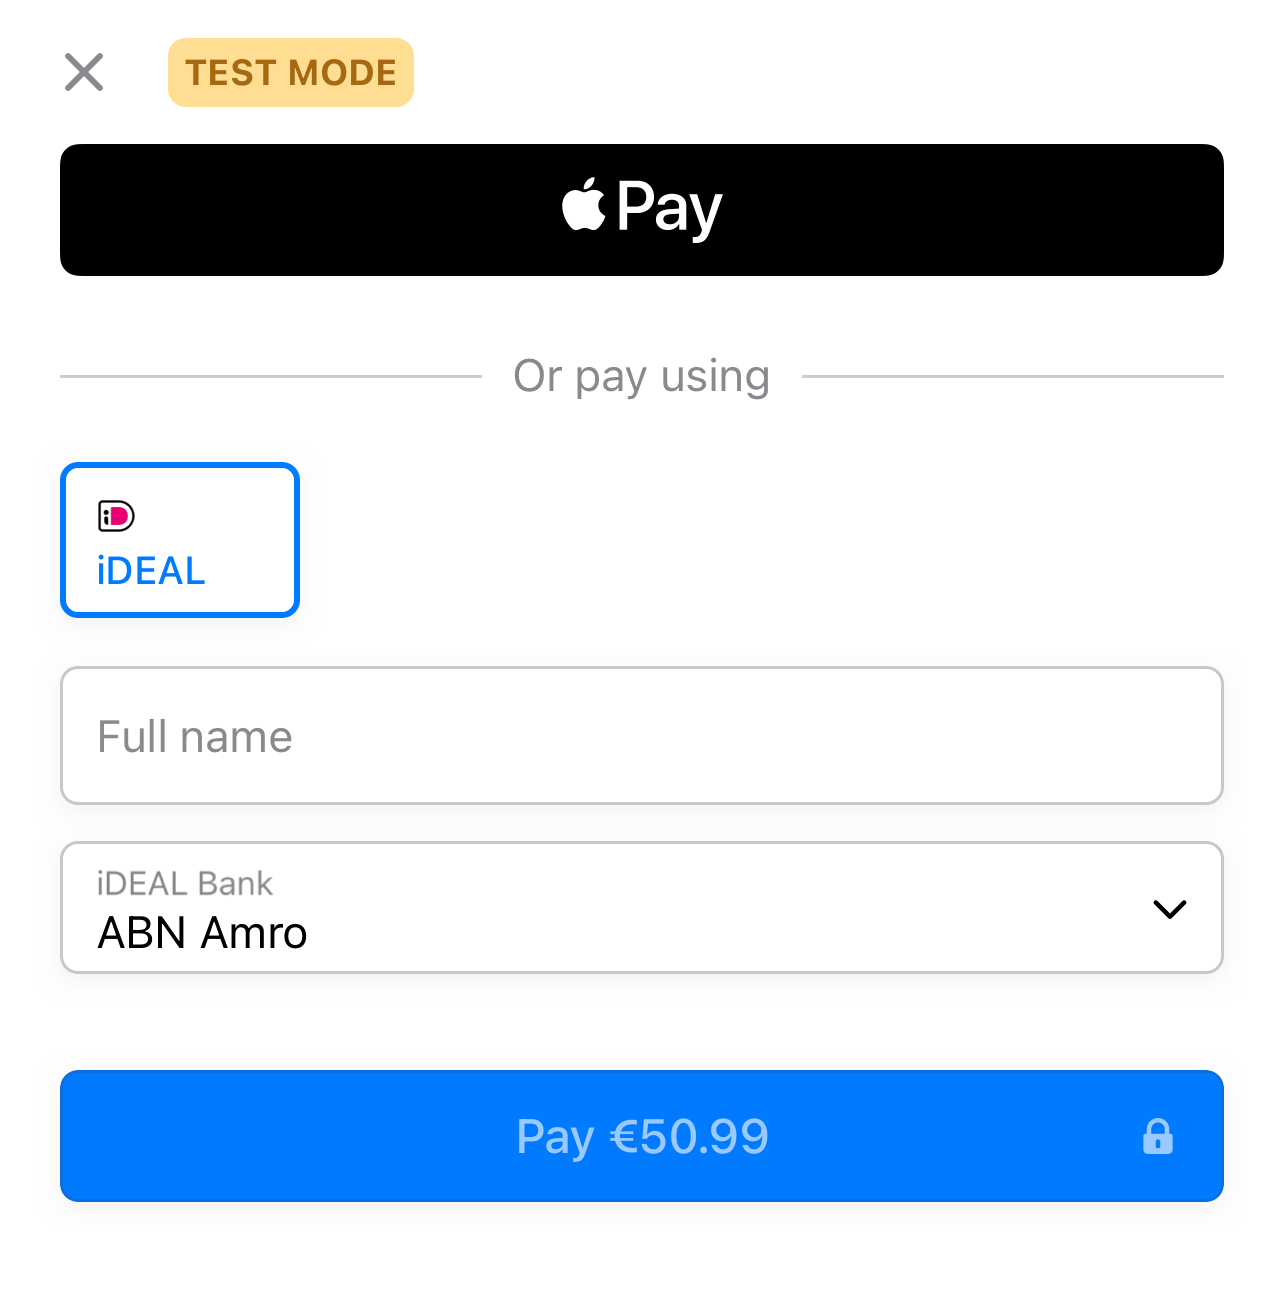 TEST MODE
Pay
Or pay using
iD
iDEAL
Full name
iDEAL Bank
ABN Amro
Pay €50.99